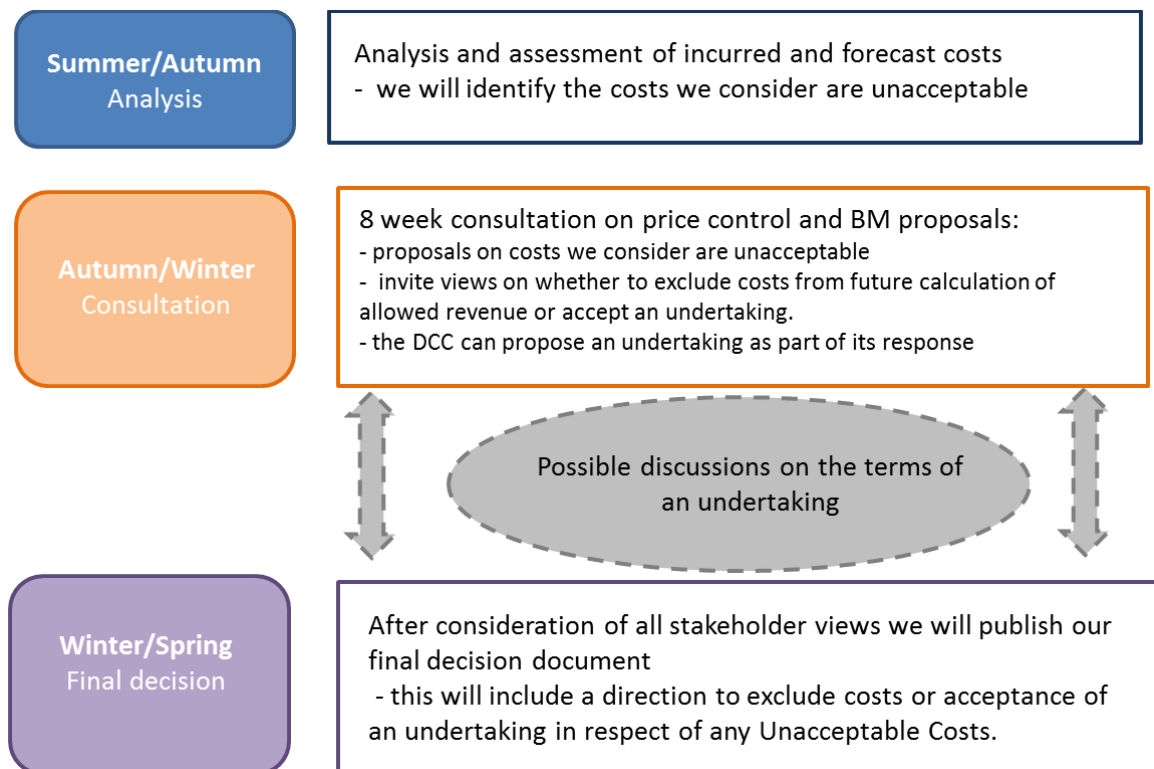 Summer/Autumn
Analysis
Analysis and assessment of incurred and forecast costs
- we will identify the costs we consider are unacceptable
Autumn/Winter
Consultation
8 week consultation on price control and BM proposals:
- proposals on costs we consider are unacceptable
- invite views on whether to exclude costs from future calculation of
allowed revenue or accept an undertaking.
- the DCC can propose an undertaking as part of its response
Possible discussions on the terms of
an undertaking
Winter/Spring
Final decision
After consideration of all stakeholder views we will publish our
final decision document
- this will include a direction to exclude costs or acceptance of
an undertaking in respect of any Unacceptable Costs.